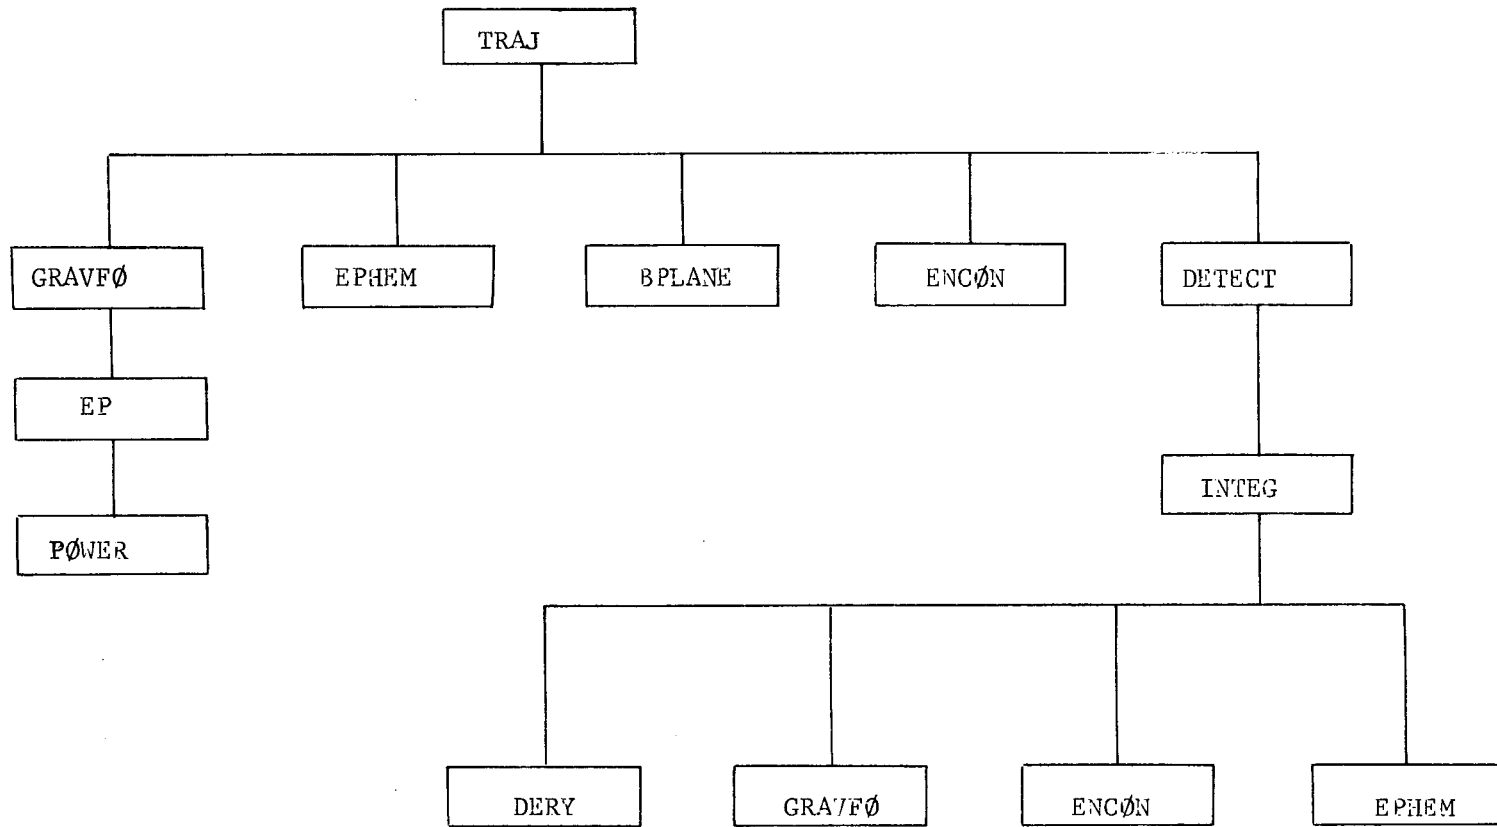 TRAJ
GRAVFØ
EPHEM
BPLANE
ENCØN
DETECT
EP
INTEG
PØWER
DERY
GRAVFØ
ENCØN
EPHEM